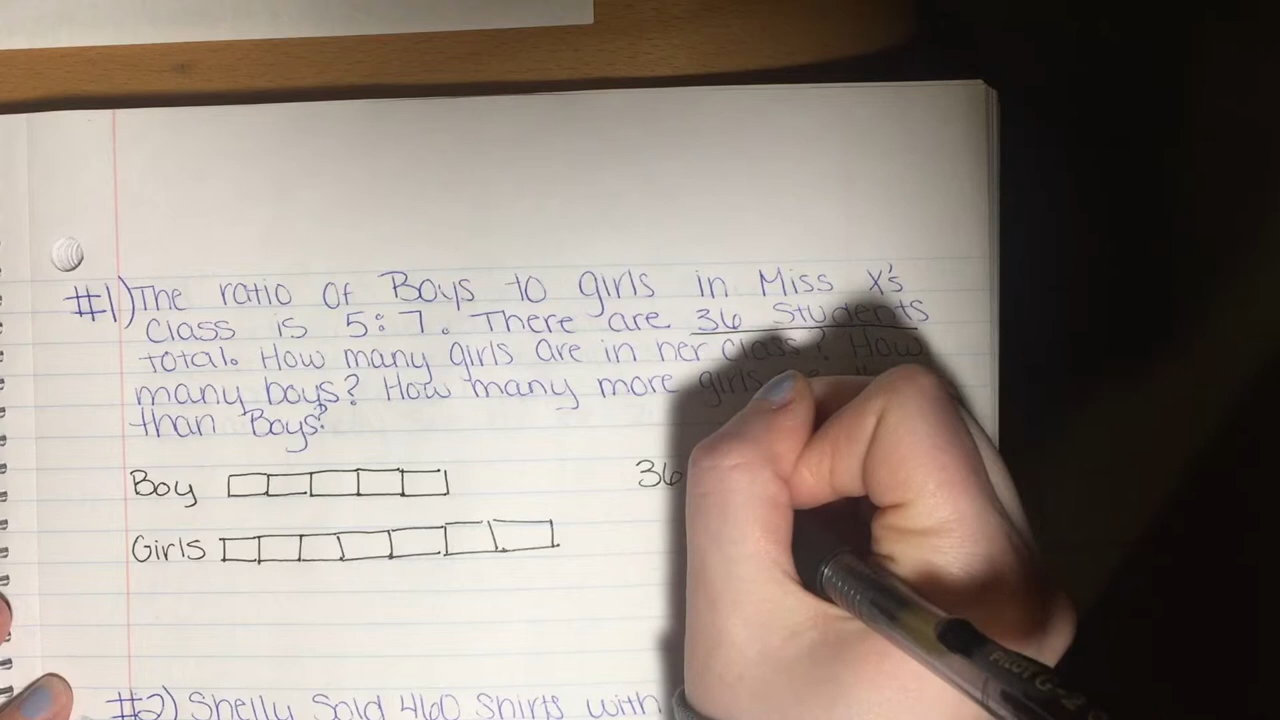 #1) The ratio of Boys to girls in Miss X's
Class is 5:7. There are 36 Students
total. How many girls are in her class? How
many boys? How many more girls
than Boys?
Boy
36
Girls
#2) Shelly Sold 460 Shirts with
PILOT G-2